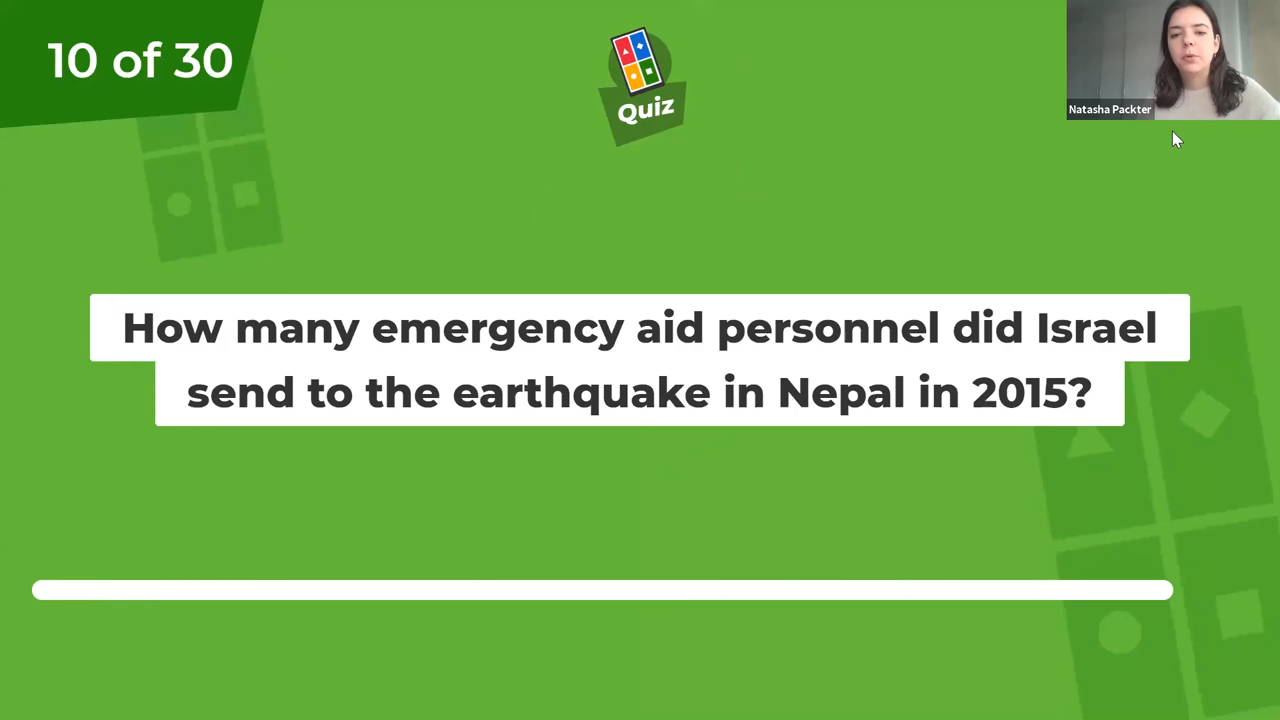 10 of 30
Quiz
Natasha Packter
How many emergency aid personnel did Israel
send to the earthquake in Nepal in 2015?